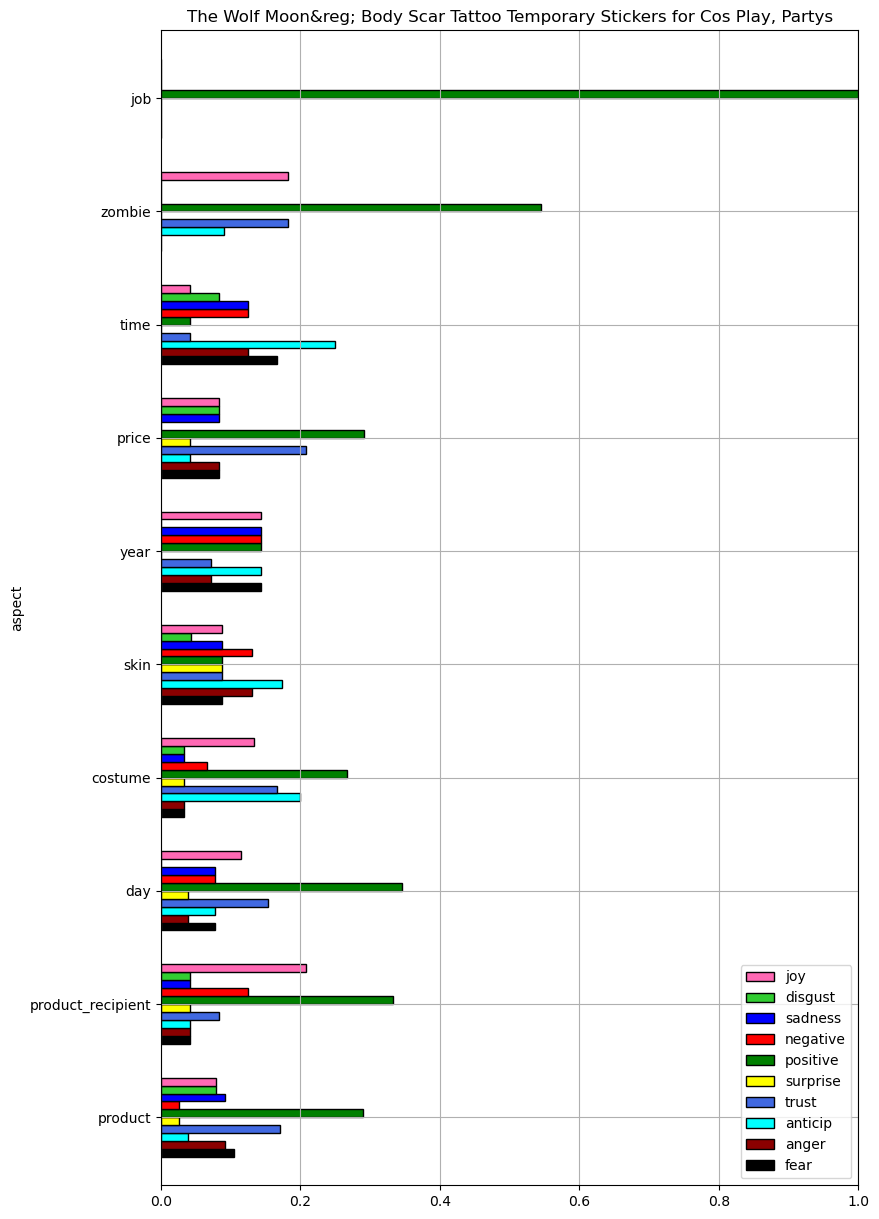 The Wolf Moon&reg; Body Scar Tattoo Temporary Stickers for Cos Play, Partys
job
zombie
time
price
year
skin
costume
day
product_recipient
product
aspect
joy
disgust
sadness
negative
positive
surprise
trust
anticip
anger
fear
0.0 0.2 0.4 0.6 0.8 1.0